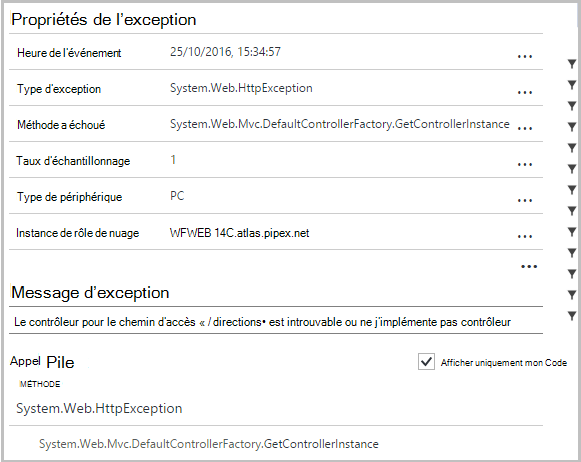 Propriétés de l'exception
Heure de l'événement 25/10/2016, 15:34:57 ...
Type d'exception System.Web.HttpException ...
Méthode a échoué System.Web.Mvc.DefaultControllerFactory.GetControllerInstance ...
Taux d'échantillonnage 1 ...
Type de périphérique PC ...
Instance de rôle de nuage WFWEB 14C.atlas.pipex.net ...
...
Message d'exception
Le contrôleur pour le chemin d'accès « / directions• est introuvable ou ne j'implémente pas contrôleur
Appel Pile
Afficher uniquement mon Code
MÉTHODE
System.Web.HttpException
System.Web.Mvc.DefaultControllerFactory.GetControllerInstance